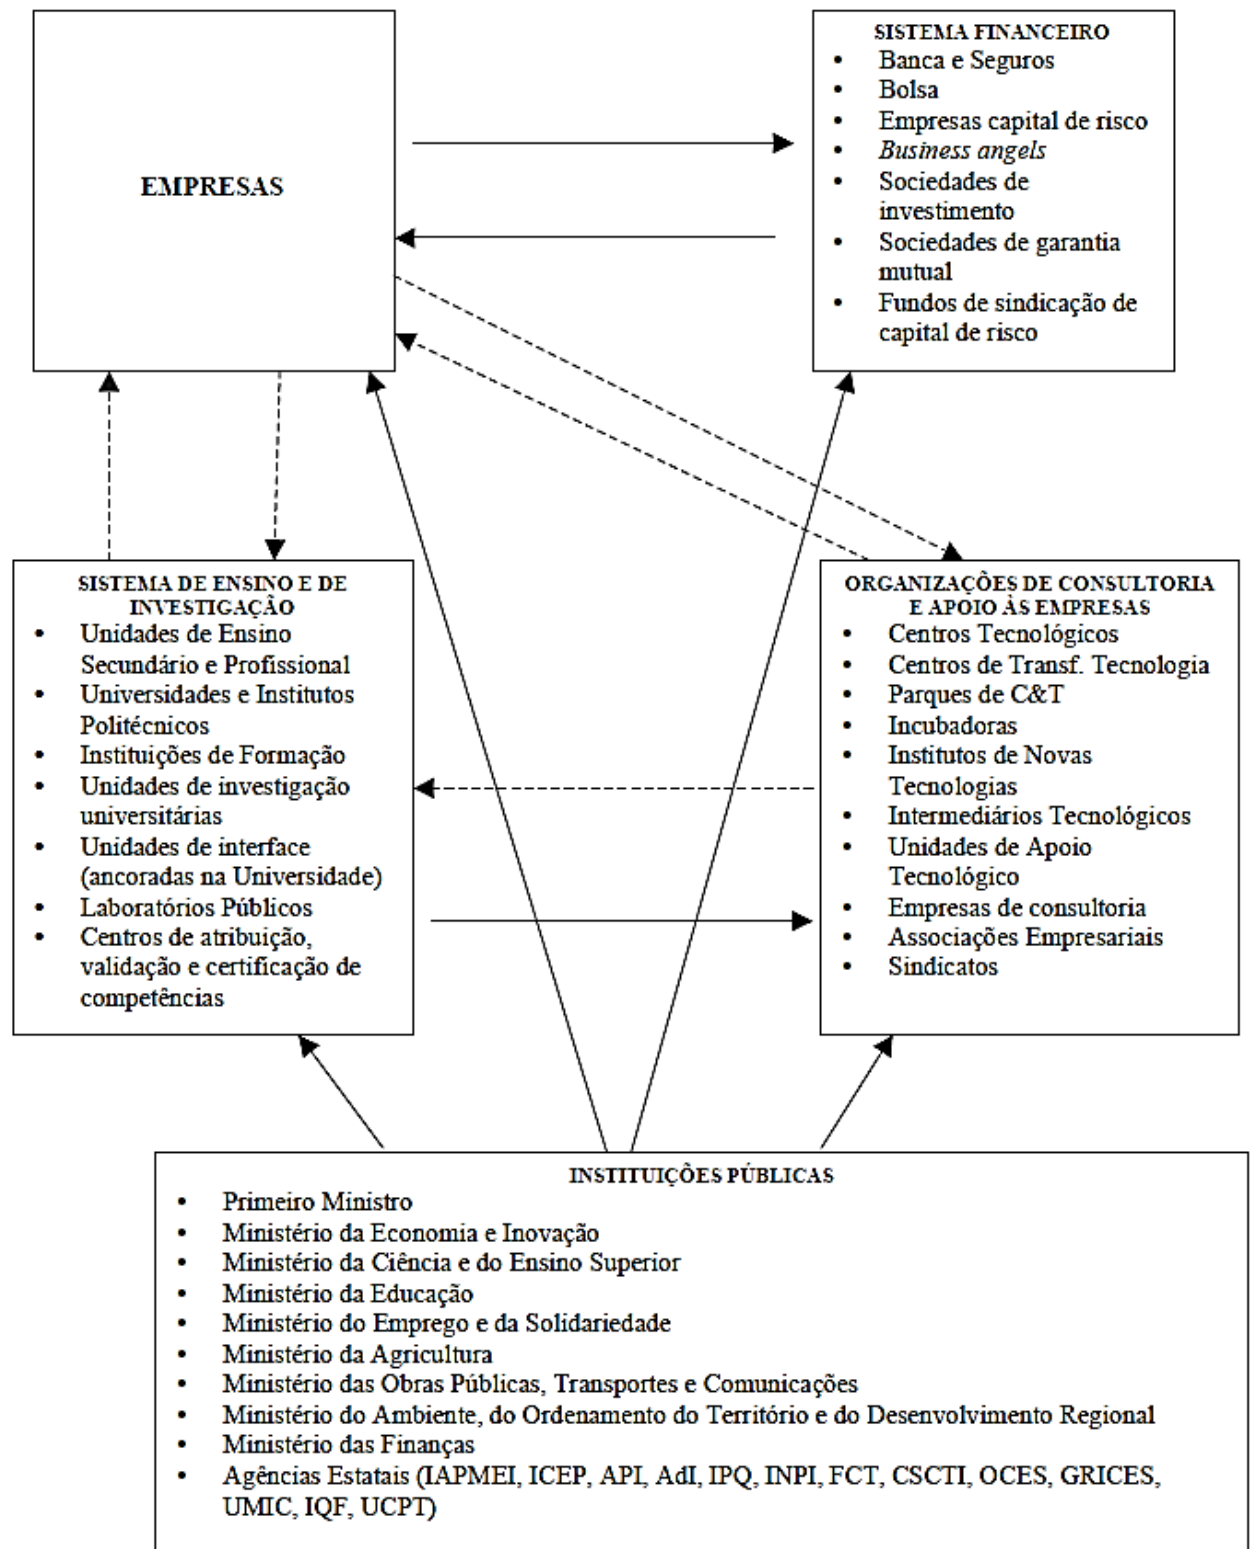 EMPRESAS
SISTEMA FINANCEIRO
• Banca e Seguros
• Bolsa
• Empresas capital de risco
• Business angels
• Sociedades de
investimento
• Sociedades de garantia
mutual
• Fundos de sindicação de
capital de risco
SISTEMA DE ENSINO E DE
INVESTIGAÇÃO
• Unidades de Ensino
Secundário e Profissional
• Universidades e Institutos
Politécnicos
• Instituições de Formação
• Unidades de investigação
universitárias
• Unidades de interface
(ancoradas na Universidade)
• Laboratórios Públicos
• Centros de atribuição,
validação e certificação de
competências
ORGANIZAÇÕES DE CONSULTORIA
E APOIO ÀS EMPRESAS
• Centros Tecnológicos
• Centros de Transf. Tecnologia
• Parques de C&T
• Incubadoras
• Institutos de Novas
Tecnologias
• Intermediários Tecnológicos
• Unidades de Apoio
Tecnológico
• Empresas de consultoria
• Associações Empresariais
• Sindicatos
INSTITUIÇÕES PÚBLICAS
• Primeiro Ministro
• Ministério da Economia e Inovação
• Ministério da Ciência e do Ensino Superior
• Ministério da Educação
• Ministério do Emprego e da Solidariedade
• Ministério da Agricultura
• Ministério das Obras Públicas, Transportes e Comunicações
• Ministério do Ambiente, do Ordenamento do Território e do Desenvolvimento Regional
• Ministério das Finanças
• Agências Estatais (IAPMEI, ICEP, API, AdI, IPQ, INPI, FCT, CSCTI, OCES, GRICES,
UMIC, IQF, UCPT)